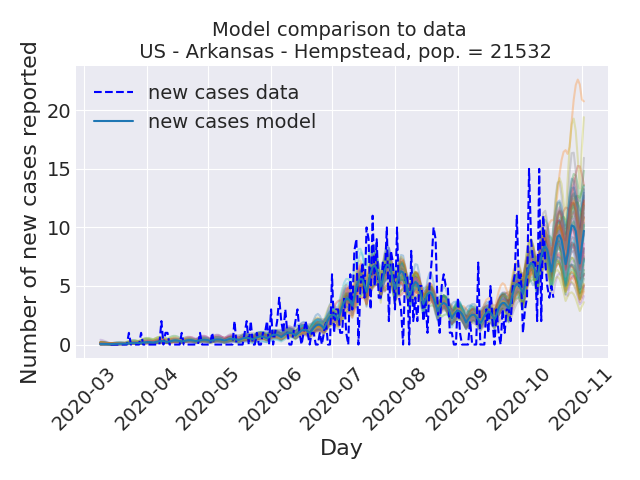 Model comparison to data
US - Arkansas - Hempstead, pop. = 21532
Number of new cases reported
new cases data
new cases model
20
15
10
5
0
2020-03
2020-04
2020-05
2020-06
2020-07
2020-08
2020-09
2020-10
2020-11
Day